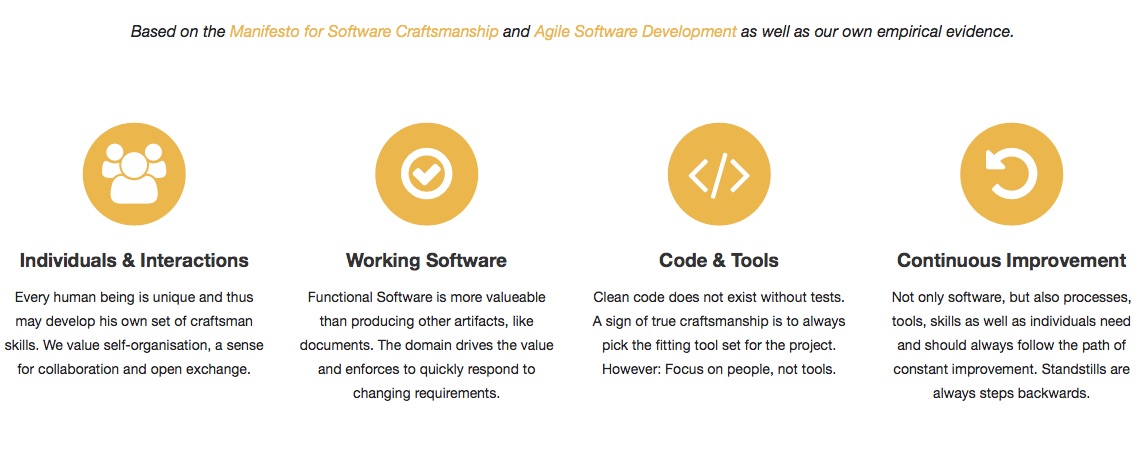 Based on the Manifesto for Software Craftsmanship and Agile Software Development as well as our own empirical evidence.
Individuals & Interactions
Every human being is unique and thus
may develop his own set of craftsman
skills. We value self-organisation, a sense
for collaboration and open exchange.
Working Software
Functional Software is more valueable
than producing other artifacts, like
documents. The domain drives the value
and enforces to quickly respond to
changing requirements.
Code & Tools
Clean code does not exist without tests.
A sign of true craftsmanship is to always
pick the fitting tool set for the project.
However: Focus on people, not tools.
Continuous Improvement
Not only software, but also processes,
tools, skills as well as individuals need
and should always follow the path of
constant improvement. Standstills are
always steps backwards.